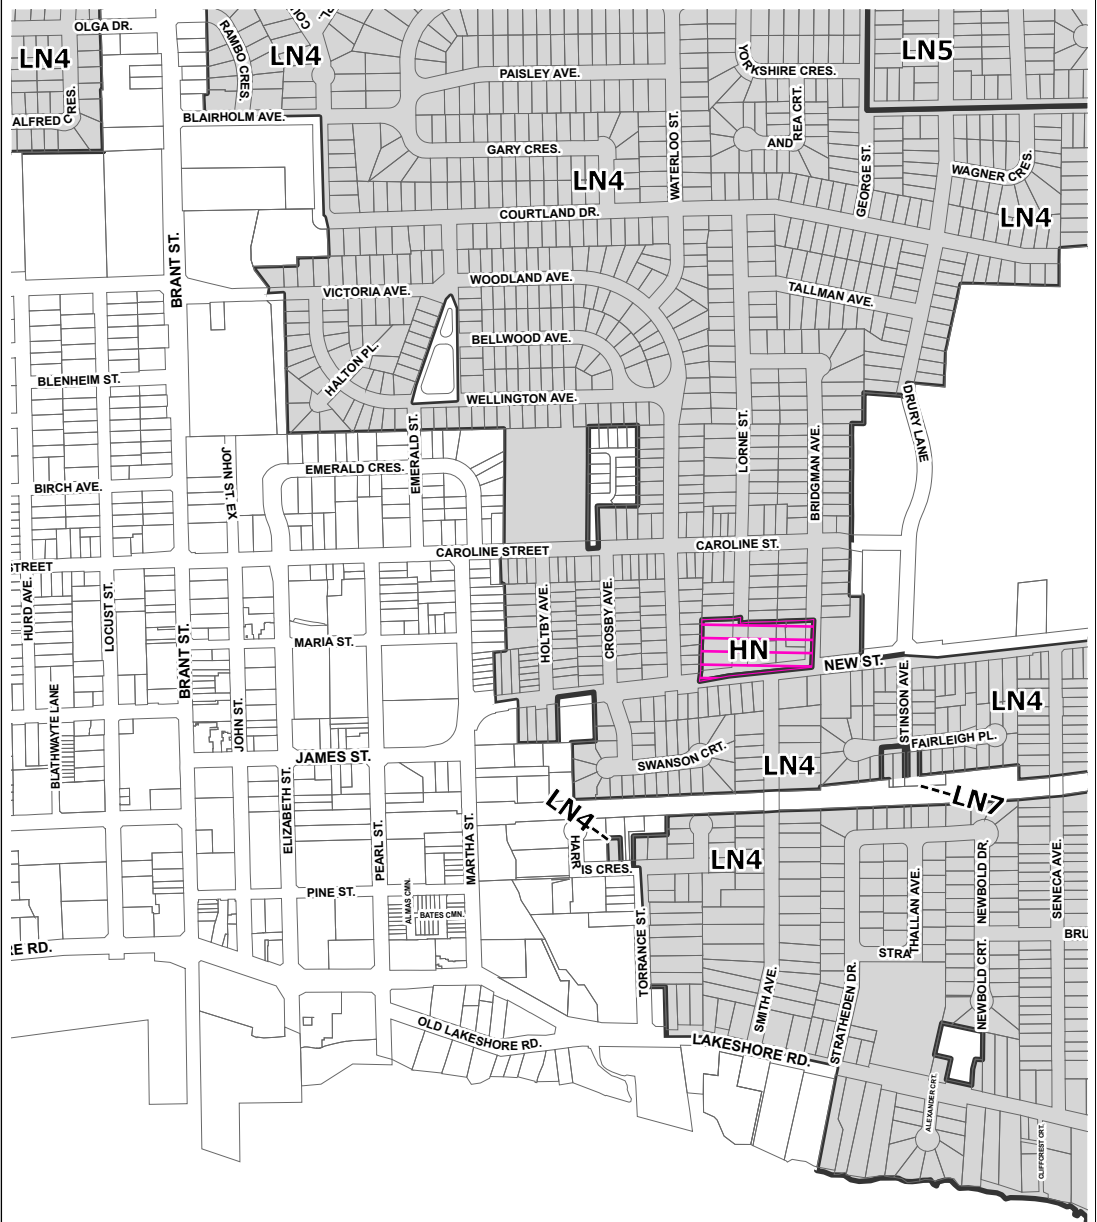 OLGA DR.
LN4
RAMBO CRES.
LN4
LN5
PAISLEY AVE.
YORKSHIRE CRES.
ALFRED CRES.
BLAIRHOLM AVE.
WATERLOO ST.
REA CRT.
AND
GARY CRES.
GEORGE ST.
WAGNER CRES.
LN4
LN4
COURTLAND DR.
BRANT ST.
VICTORIA AVE.
WOODLAND AVE.
TALLMAN AVE.
BELLWOOD AVE.
HALTON PL.
BLENHEIM ST.
WELLINGTON AVE.
DRURY LANE
EMERALD ST.
LORNE ST.
BRIDGMAN AVE.
JOHN ST. EX
EMERALD CRES.
BIRCH AVE.
CAROLINE STREET
CAROLINE ST.
STREET
HURD AVE.
LOCUST ST.
HOLTBY AVE.
CROSBY AVE.
BRANT ST.
MARIA ST.
HN
NEW ST.
STINSON AVE.
BLATHWAYTE LANE
JOHN ST.
LN4
FAIRLEIGH PL.
JAMES ST.
SWANSON CRT.
LN4
LN7
ELIZABETH ST.
PEARL ST.
MARTHA ST.
LN4
HARR
IS CRES.
LN4
THALLAN AVE.
NEWBOLD DR.
SENECA AVE.
PINE ST.
ALMAS CMN.
BATES CMN.
TORRANCE ST.
BRU
STRA
RE RD.
SMITH AVE.
STRATHEDEN DR.
NEWBOLD CRT.
OLD LAKESHORE RD.
LAKESHORE RD.
ALEXANDER CRT.
CLIFFCREST CRT.